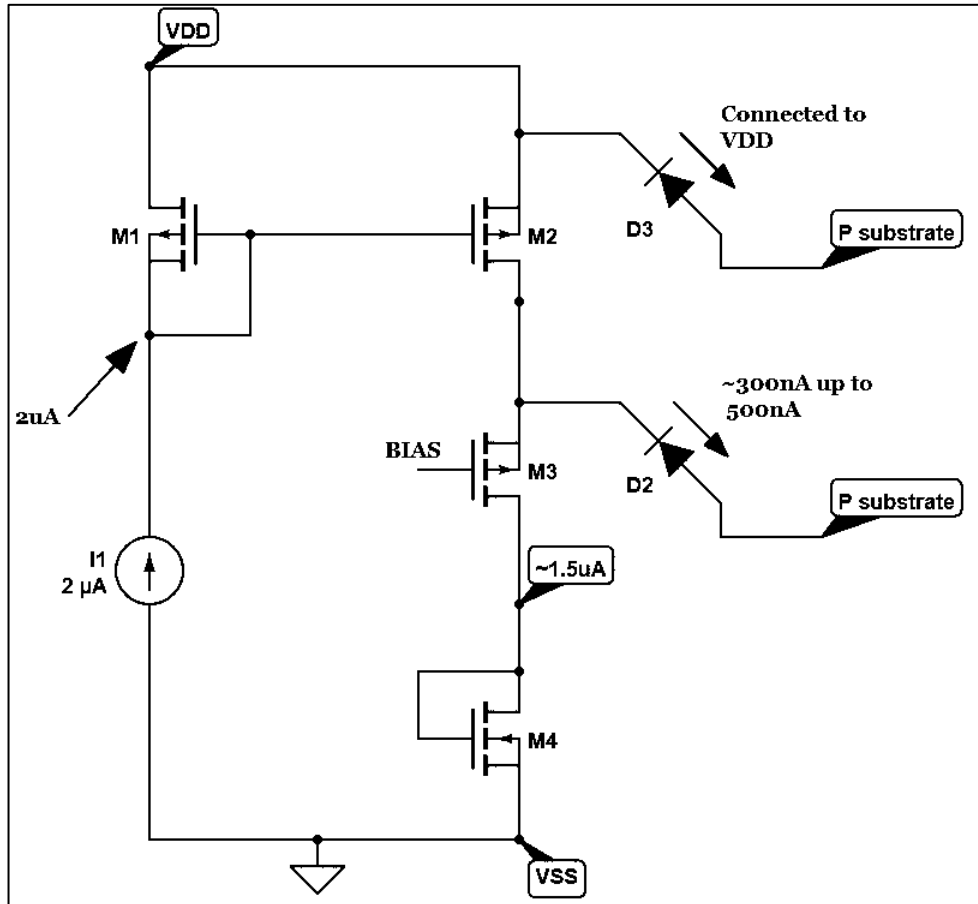 VDD
Connected to
VDD
M1
M2
D3
P substrate
2uA
~300nA up to
500nA
BIAS
M3
D2
P substrate
I1
2 µA
~1.5uA
M4
VSS